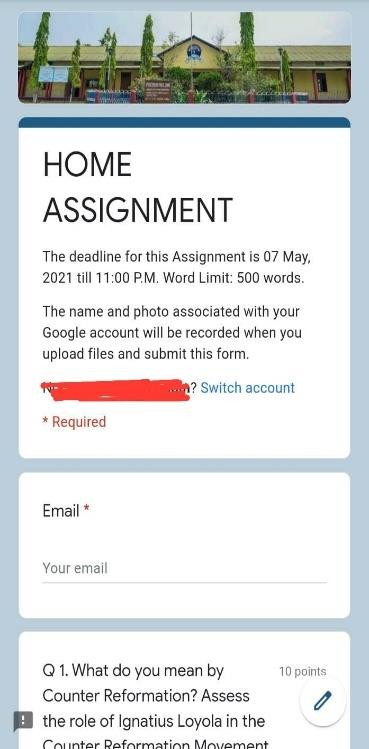 HOME
ASSIGNMENT
The deadline for this Assignment is 07 May,
2021 till 11:00 P.M. Word Limit: 500 words.
The name and photo associated with your
Google account will be recorded when you
upload files and submit this form.
? Switch account
* Required
Email *
Your email
Q 1. What do you mean by
10 points
Counter Reformation? Assess
the role of Ignatius Loyola in the
Counter Reformation Movement